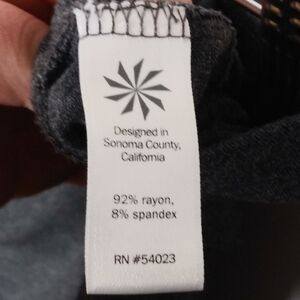 Designed in
Sonoma County,
California
92% rayon,
8% spandex
RN #54023